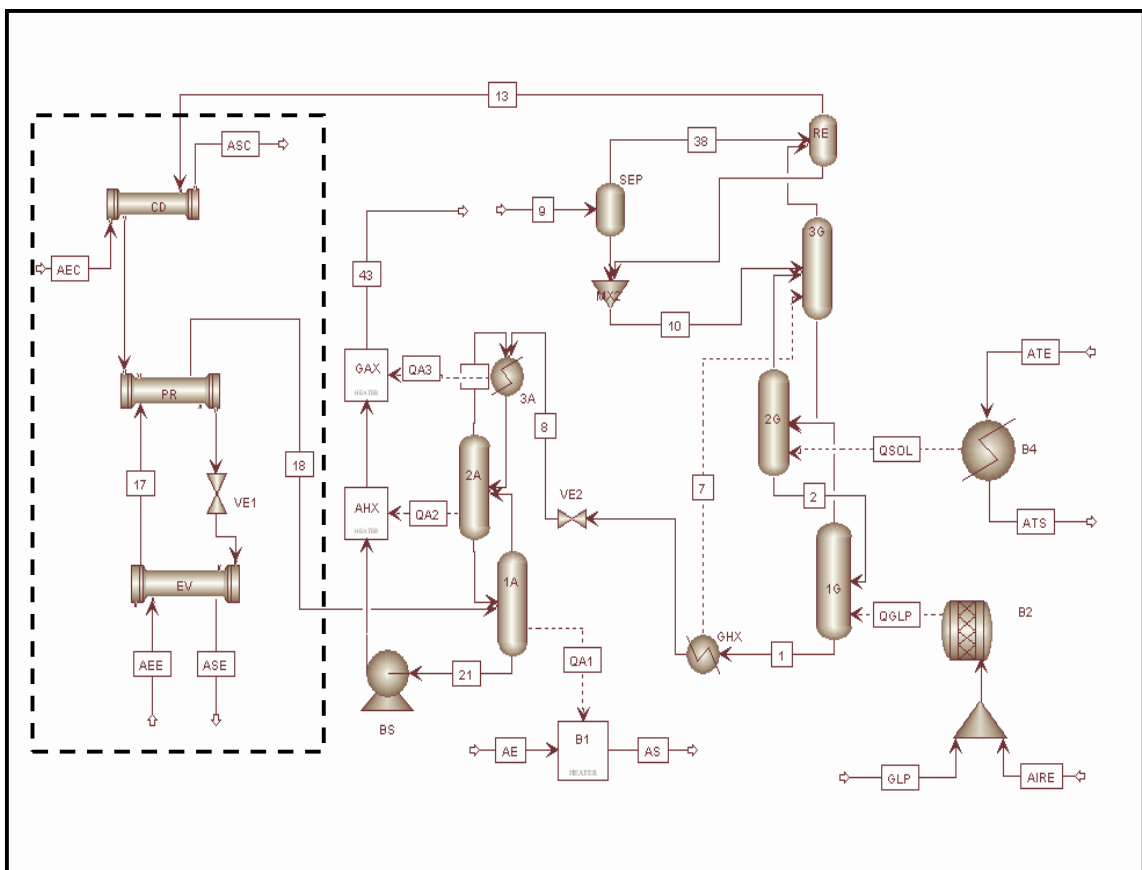 13
ASC
38
RE
SEP
CD
9
3G
AEC
43
MX2
10
ATE
GAX
HEATER
QA3
PR
3A
8
2G
QSOL
B4
17
18
VE1
2A
7
2
AHX
HEATER
QA2
VE2
ATS
EV
1A
1G
B2
QGLP
GHX
1
AEE
ASE
21
QA1
BS
AE
B1
HEATER
AS
GLP
AIRE